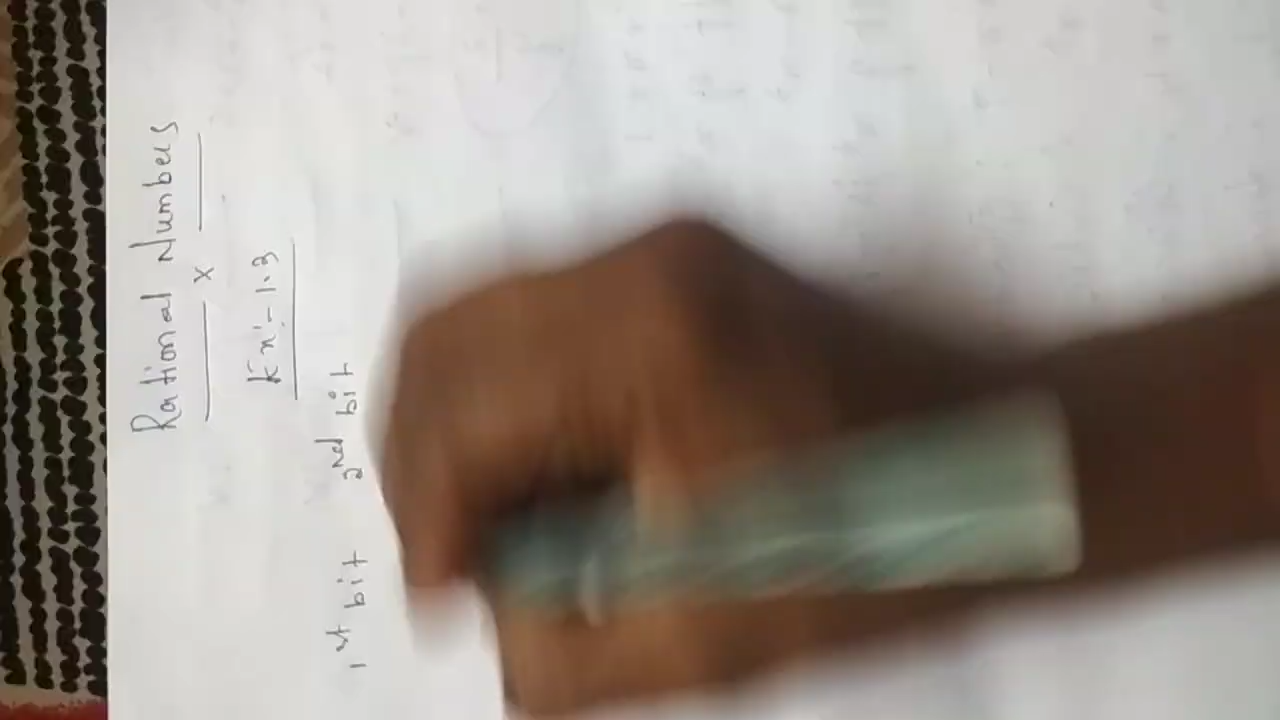 Rational Numbers
x
Ex:-1.3
1st bit 2nd bit